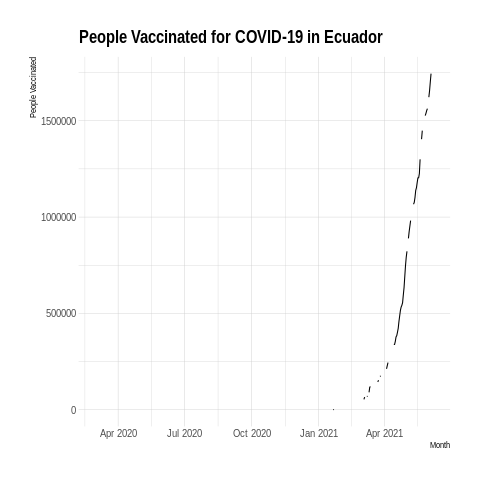 People Vaccinated for COVID-19 in Ecuador
People Vaccinated
1500000
1000000
500000
0
Apr 2020 Jul 2020 Oct 2020 Jan 2021 Apr 2021
Month